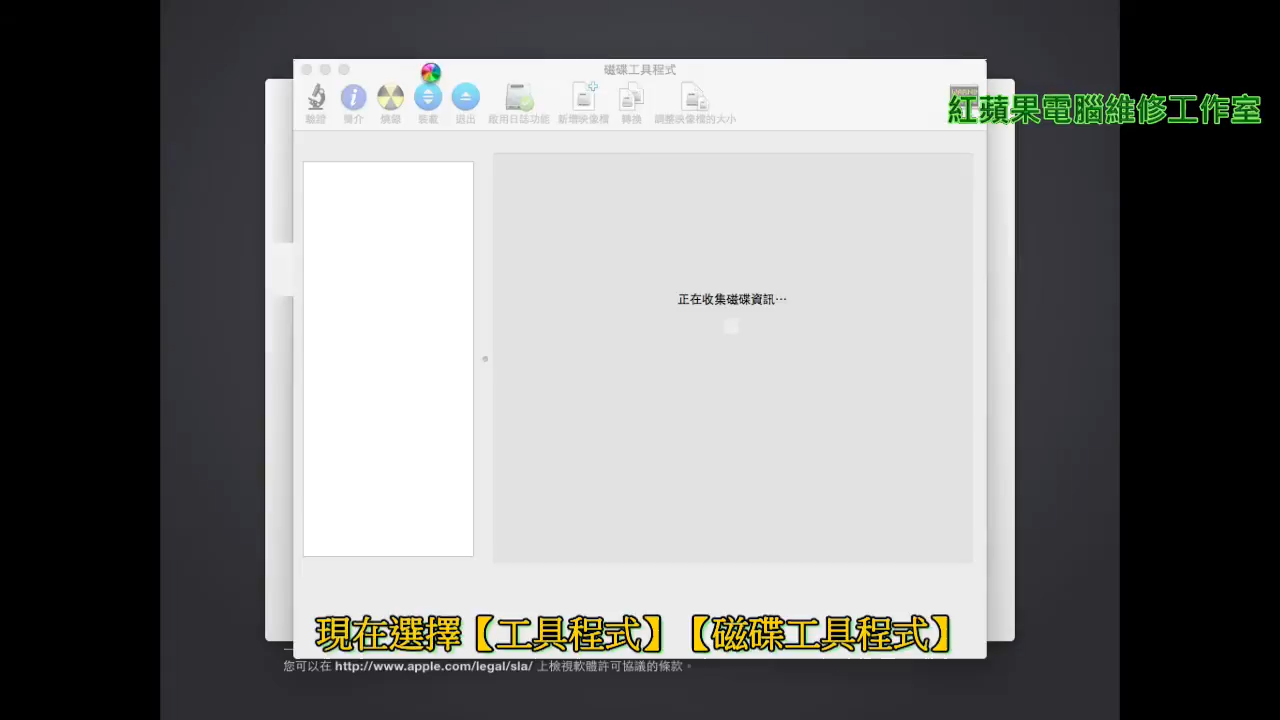 磁碟工具程式
驗證 簡介 燒錄 裝載 退出 啟用日誌功能 新增映像檔 轉換 調整映像檔的大小
紅蘋果電腦維修工作室
正在收集磁碟資訊⋯
現在選擇【工具程式】【磁碟工具程式】
您可以在 http://www.apple.com/legal/sla/ 上檢視軟體許可協議的條款。